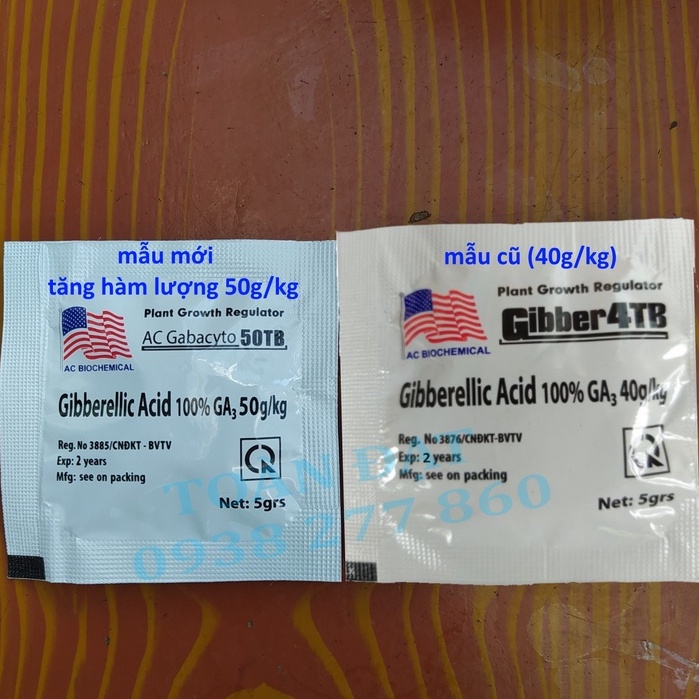 mẫu mới
tăng hàm lượng 50g/kg
Plant Growth Regulator
AC Gabacyto 50TB
AC BIOCHEMICAL
Gibberellic Acid 100% GA₃ 50g/kg
Reg. No 3885/CNĐKT - BVTV
Exp: 2 years
Mfg: see on packing
Net: 5grs
mẫu cũ (40g/kg)
Plant Growth Regulator
Gibber4TB
AC BIOCHEMICAL
Gibberellic Acid 100% GA₃ 40g/kg
Reg. No 3876/CNĐKT-BVTV
Exp: 2 years
Mfg: see on packing
Net: 5grs
0938 277 860